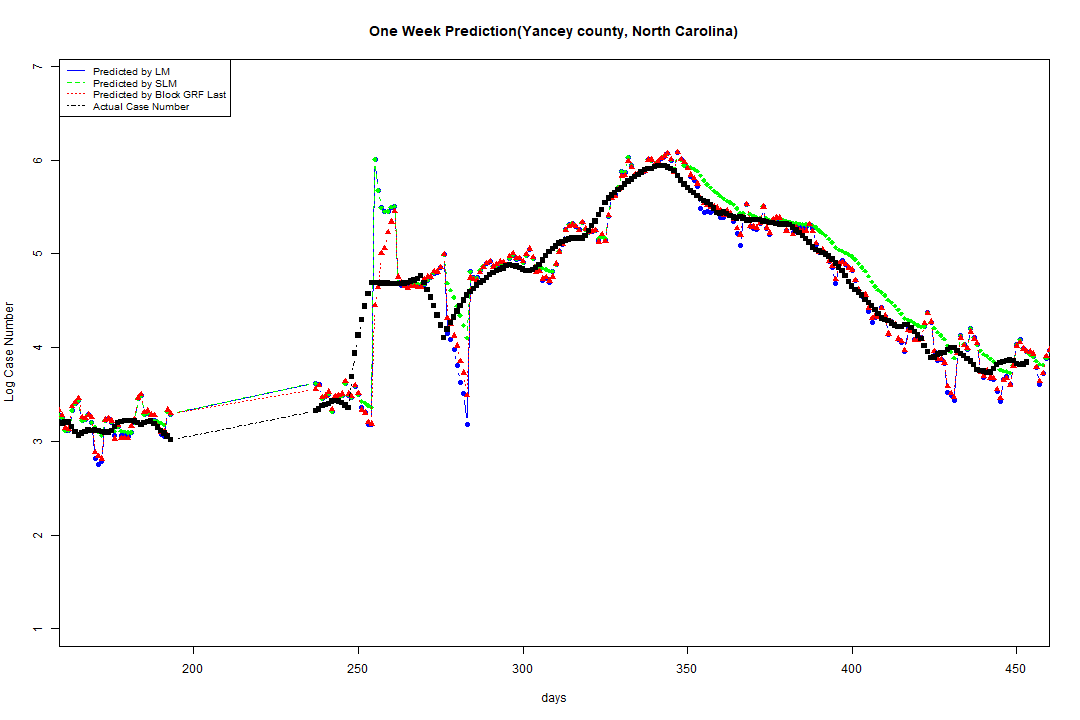 One Week Prediction(Yancey county, North Carolina)
Predicted by LM
Predicted by SLM
Predicted by Block GRF Last
Actual Case Number
Log Case Number
7
6
5
4
3
2
1
200
250
300
350
400
450
days